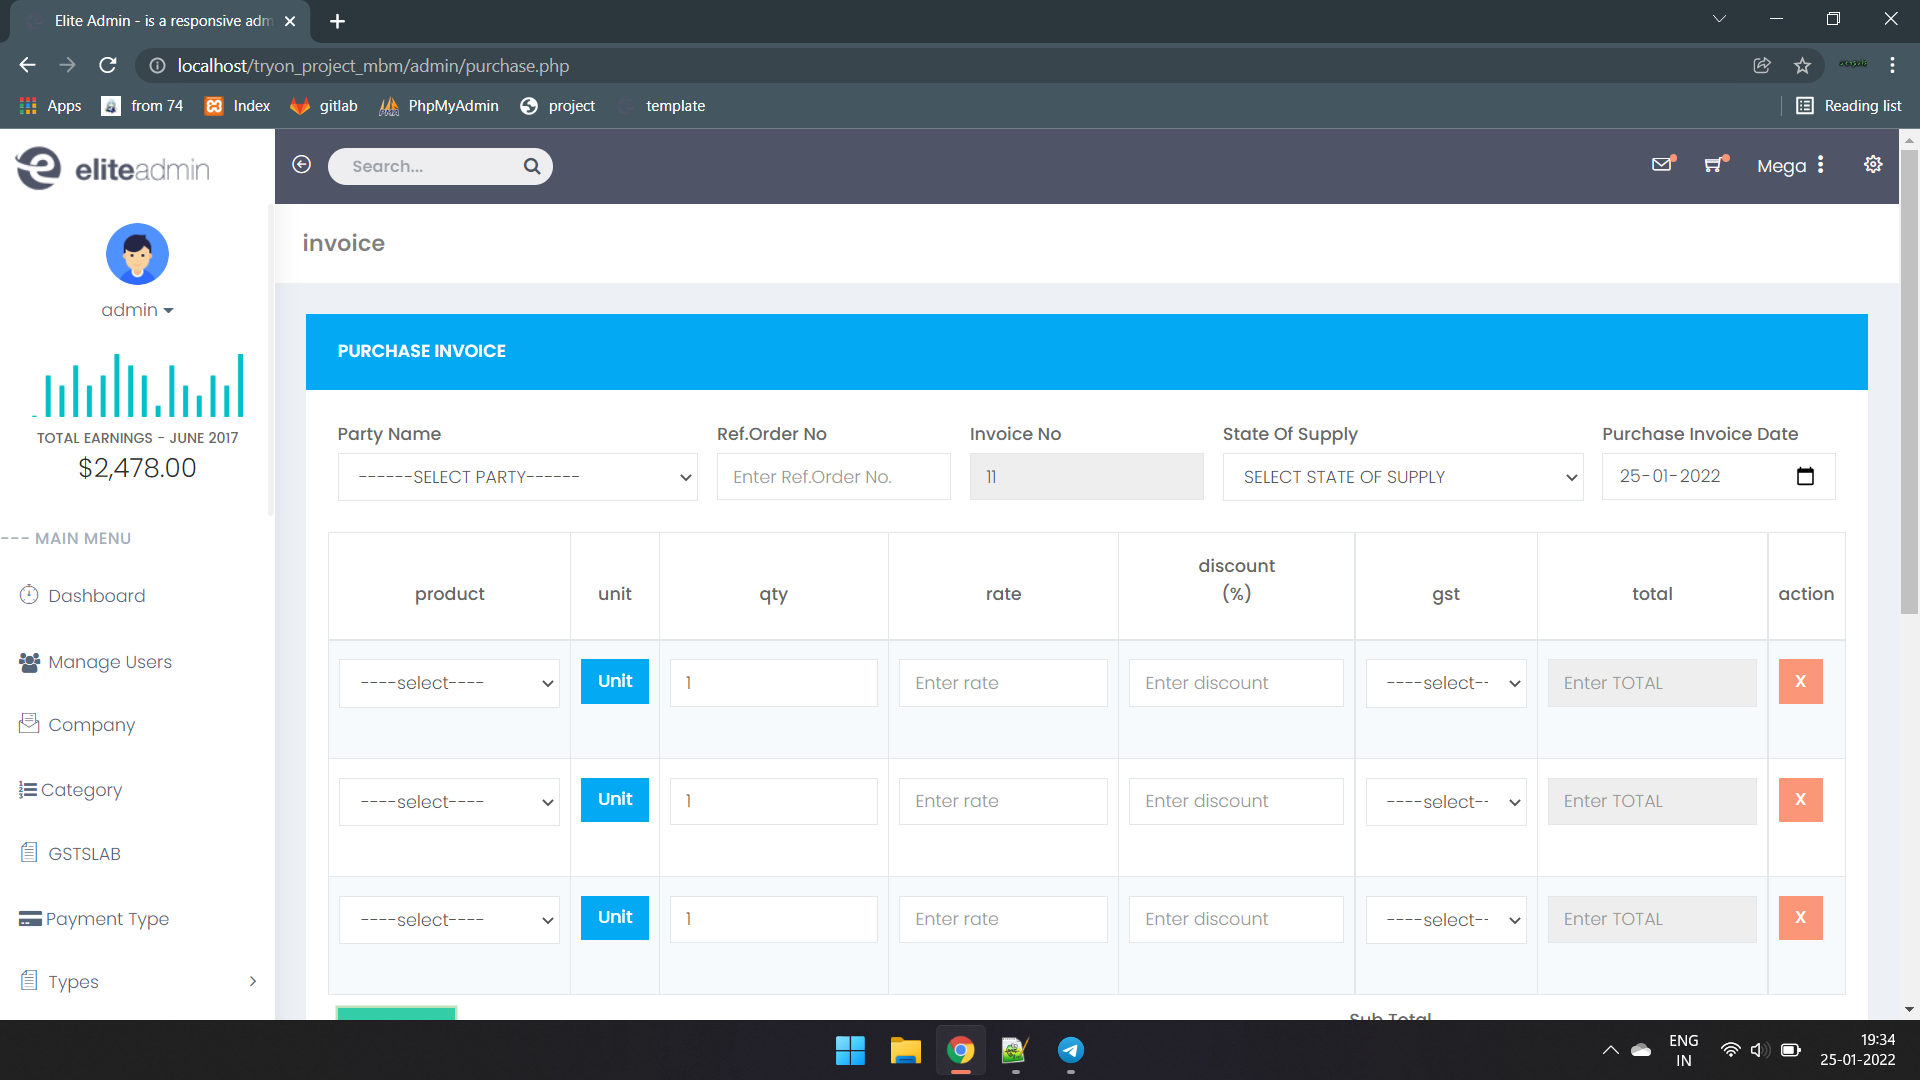 Elite Admin - is a responsive adm
localhost/tryon_project_mbm/admin/purchase.php
Apps
from 74
Index
gitlab
PhpMyAdmin
project
template
Reading list
eliteadmin
Search...
Mega
invoice
admin
TOTAL EARNINGS - JUNE 2017
$2,478.00
--- MAIN MENU
Dashboard
Manage Users
Company
Category
GSTSLAB
Payment Type
Types
PURCHASE INVOICE
Party Name
Ref.Order No
Invoice No
State Of Supply
Purchase Invoice Date
------SELECT PARTY------
Enter Ref.Order No.
11
SELECT STATE OF SUPPLY
25-01-2022
product
unit
qty
rate
discount
(%)
gst
total
action
----select----
Unit
1
Enter rate
Enter discount
----select--
Enter TOTAL
X
----select----
Unit
1
Enter rate
Enter discount
----select--
Enter TOTAL
X
----select----
Unit
1
Enter rate
Enter discount
----select--
Enter TOTAL
X
Sub Total
ENG
IN
19:34
25-01-2022